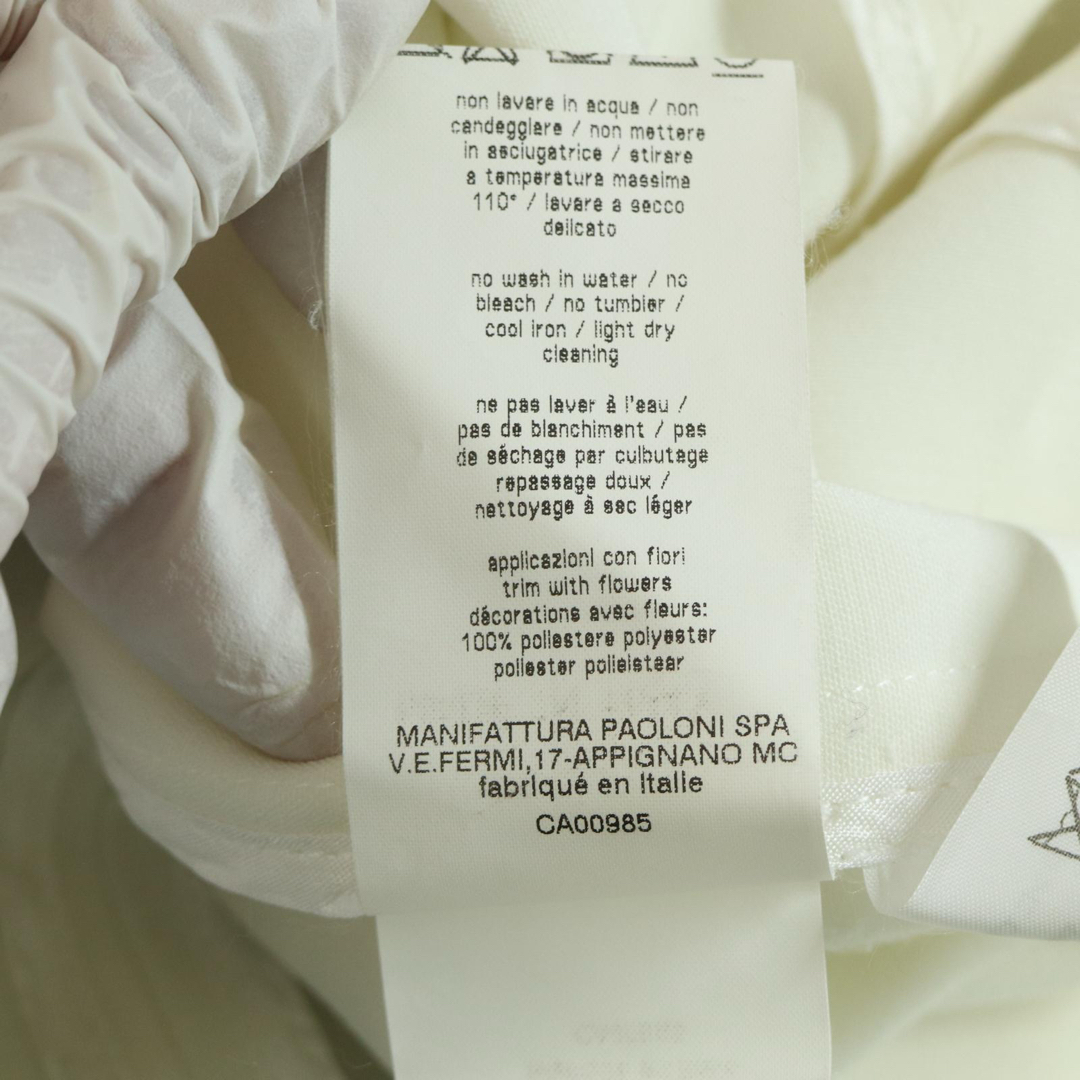 non lavare in acqua / non
candeggiare / non mettere
in asciugatrice / stirare
a temperatura massima
110° / lavare a secco
delicato
no wash in water / no
bleach / no tumbler /
cool iron / light dry
cleaning
ne pas laver à l'eau /
pas de blanchiment / pas
de séchage par culbutage
repassage doux /
nettoyage à sec léger
applicazioni con fiori
trim with flowers
décorations avec fleurs:
100% poliestere polyester
poliester polieistear
MANIFATTURA PAOLONI SPA
V.E.FERMI,17-APPIGNANO MC
fabriqué en Italie
CA00985